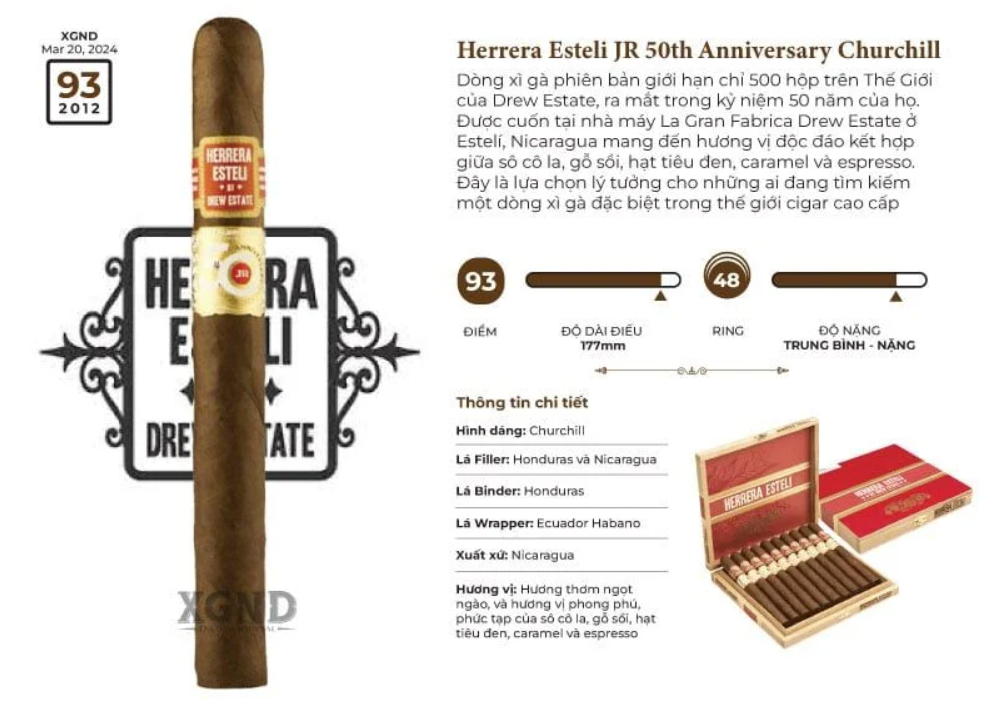 XGND
Mar 20, 2024
93
2012
HERRERA
ESTELI
BY
DREW ESTATE
ANNIV
50
JR
HE RA
ES LI
DRE TATE
XGND
Herrera Esteli JR 50th Anniversary Churchill
Dòng xì gà phiên bản giới hạn chỉ 500 hộp trên Thế Giới
của Drew Estate, ra mắt trong kỷ niệm 50 năm của họ.
Được cuốn tại nhà máy La Gran Fabrica Drew Estate ở
Estelí, Nicaragua mang đến hương vị độc đáo kết hợp
giữa sô cô la, gỗ sồi, hạt tiêu đen, caramel và espresso.
Đây là lựa chọn lý tưởng cho những ai đang tìm kiếm
một dòng xì gà đặc biệt trong thế giới cigar cao cấp
93
48
ĐIỂM
ĐỘ DÀI ĐIẾU
177mm
RING
ĐỘ NẶNG
TRUNG BÌNH - NẶNG
Thông tin chi tiết
Hình dáng: Churchill
Lá Filler: Honduras và Nicaragua
Lá Binder: Honduras
Lá Wrapper: Ecuador Habano
Xuất xứ: Nicaragua
Hương vị: Hương thơm ngọt
ngào, và hương vị phong phú,
phức tạp của sô cô la, gỗ sồi, hạt
tiêu đen, caramel và espresso
HERRERA ESTELI
HERRERA ESTELI